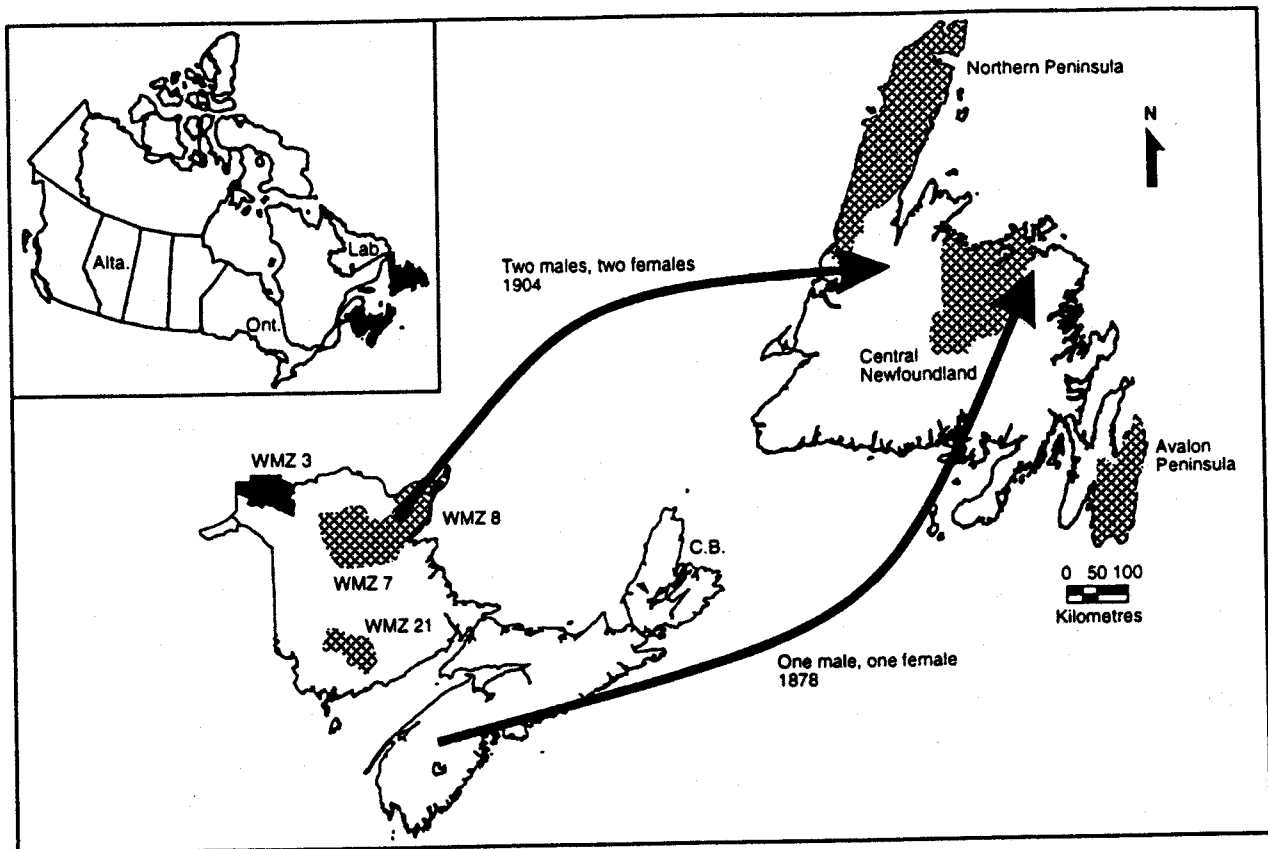 Northern Peninsula
N
Lab.
Alta.
Ont.
Two males, two females
1904
Central
Newfoundland
Avalon
Peninsula
WMZ 3
WMZ 8
C.B.
WMZ 7
0 50 100
Kilometres
WMZ 21
One male, one female
1878